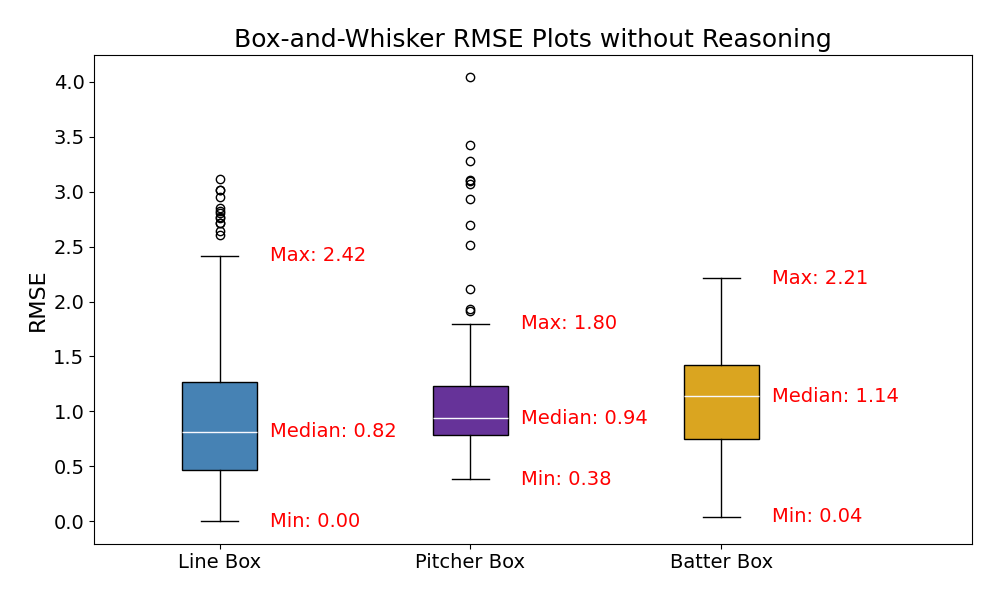 Box-and-Whisker RMSE Plots without Reasoning
4.0
3.5
3.0
2.5
2.0
1.5
1.0
0.5
0.0
RMSE
Max: 2.42
Median: 0.82
Min: 0.00
Max: 1.80
Median: 0.94
Min: 0.38
Max: 2.21
Median: 1.14
Min: 0.04
Line Box
Pitcher Box
Batter Box